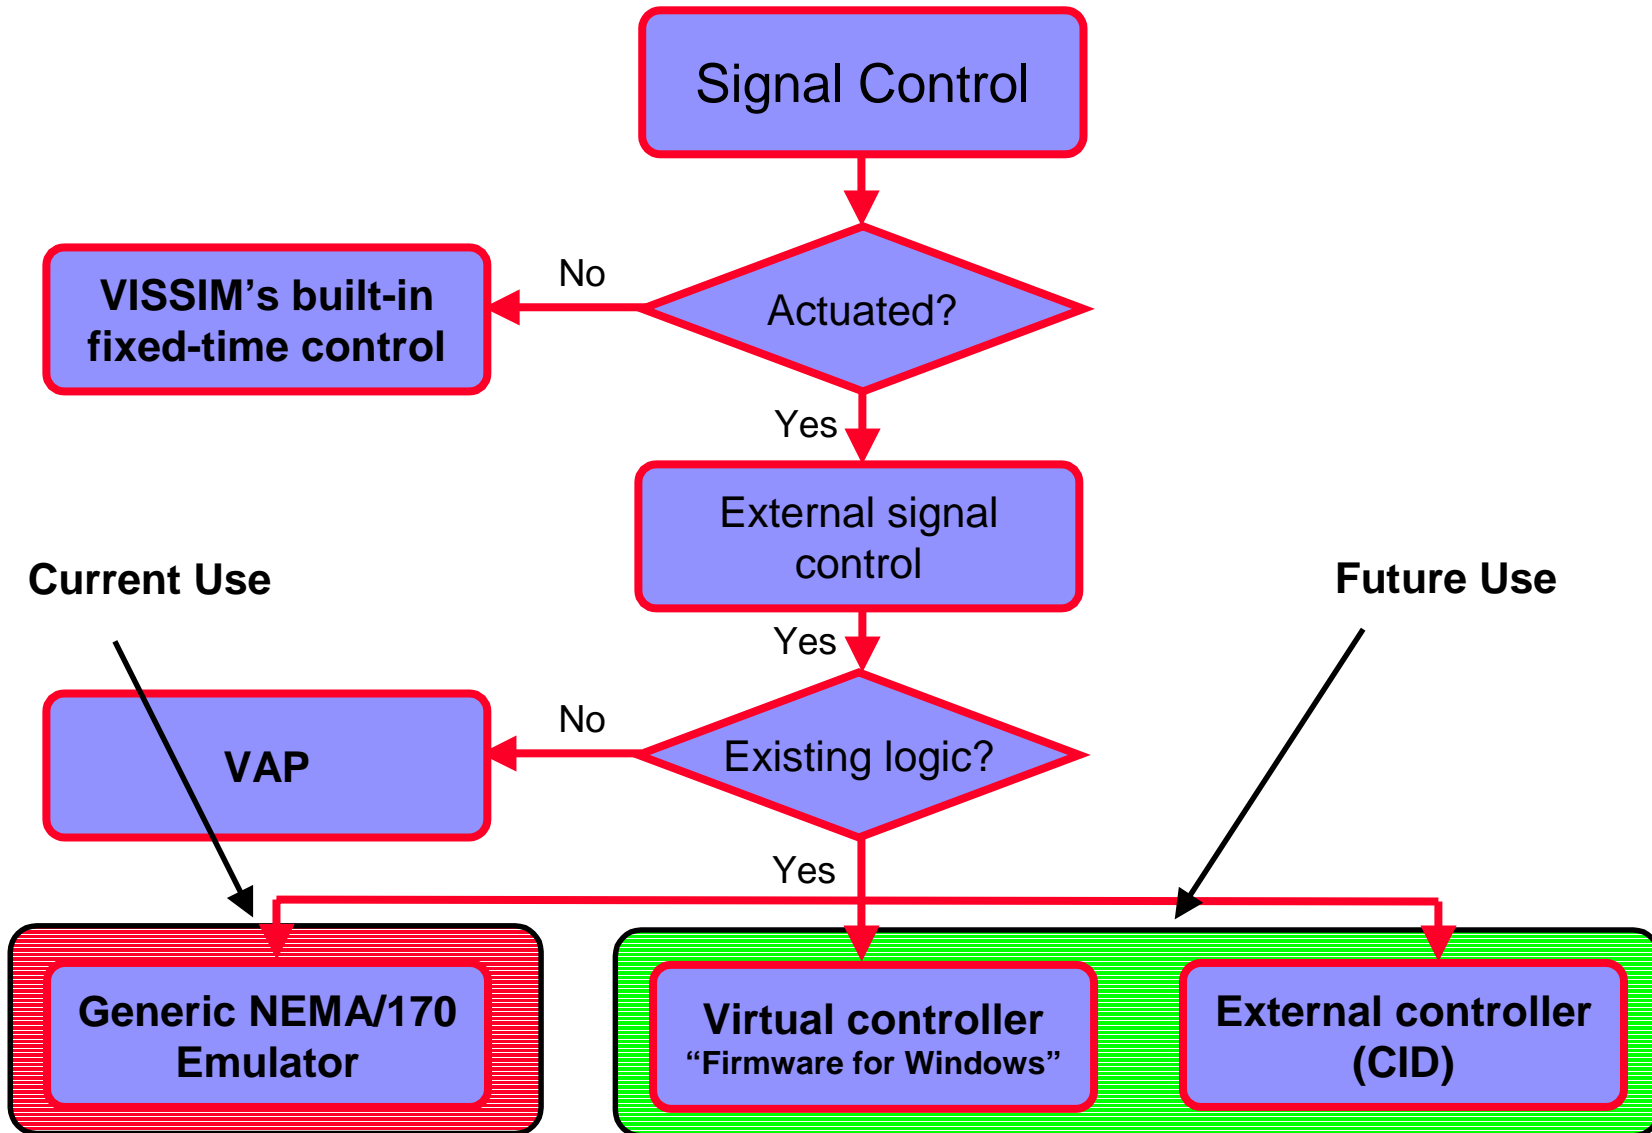 Signal Control
No
VISSIM’s built-in
fixed-time control
Actuated?
Yes
External signal
control
Current Use
Future Use
Yes
No
VAP
Existing logic?
Yes
Generic NEMA/170
Emulator
Virtual controller
“Firmware for Windows”
External controller
(CID)